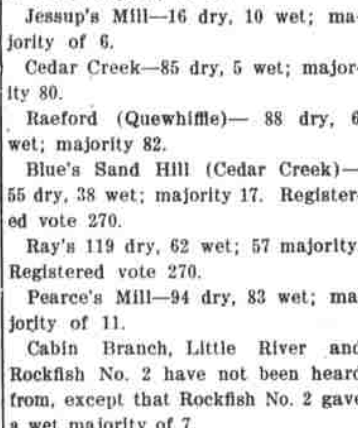 Jessup's Mill—16 dry, 10 wet; ma-
jority of 6.
Cedar Creek—85 dry, 5 wet; major-
ity 80.
Raeford (Quewhiffle)— 88 dry, 6
wet; majority 82.
Blue's Sand Hill (Cedar Creek)—
55 dry, 38 wet; majority 17. Register-
ed vote 270.
Ray's 119 dry, 62 wet; 57 majority.
Registered vote 270.
Pearce's Mill—94 dry, 83 wet; ma-
jority of 11.
Cabin Branch, Little River and
Rockfish No. 2 have not been heard
from, except that Rockfish No. 2 gave
a wet majority of 7.